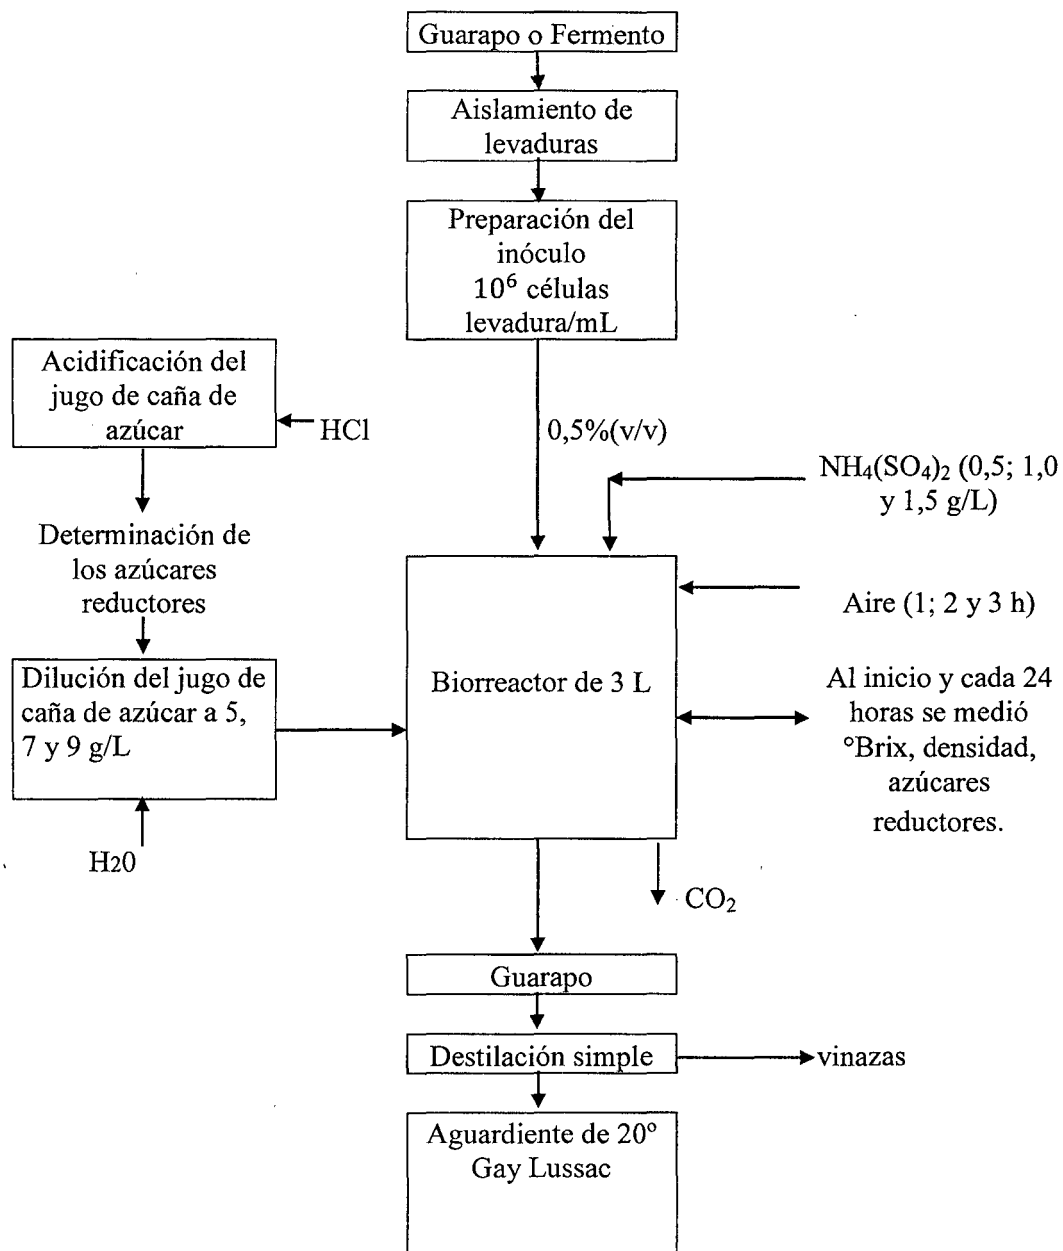 Guarapo o Fermento
Aislamiento de
levaduras
Preparación del
inóculo
10⁶ células
levadura/mL
Acidificación del
jugo de caña de
azúcar
HCl
0,5%(v/v)
NH₄(SO₄)₂ (0,5; 1,0
y 1,5 g/L)
Determinación de
los azúcares
reductores
Aire (1; 2 y 3 h)
Dilución del jugo de
caña de azúcar a 5,
7 y 9 g/L
Biorreactor de 3 L
Al inicio y cada 24
horas se medió
°Brix, densidad,
azúcares
reductores.
H20
CO₂
Guarapo
Destilación simple
vinazas
Aguardiente de 20°
Gay Lussac